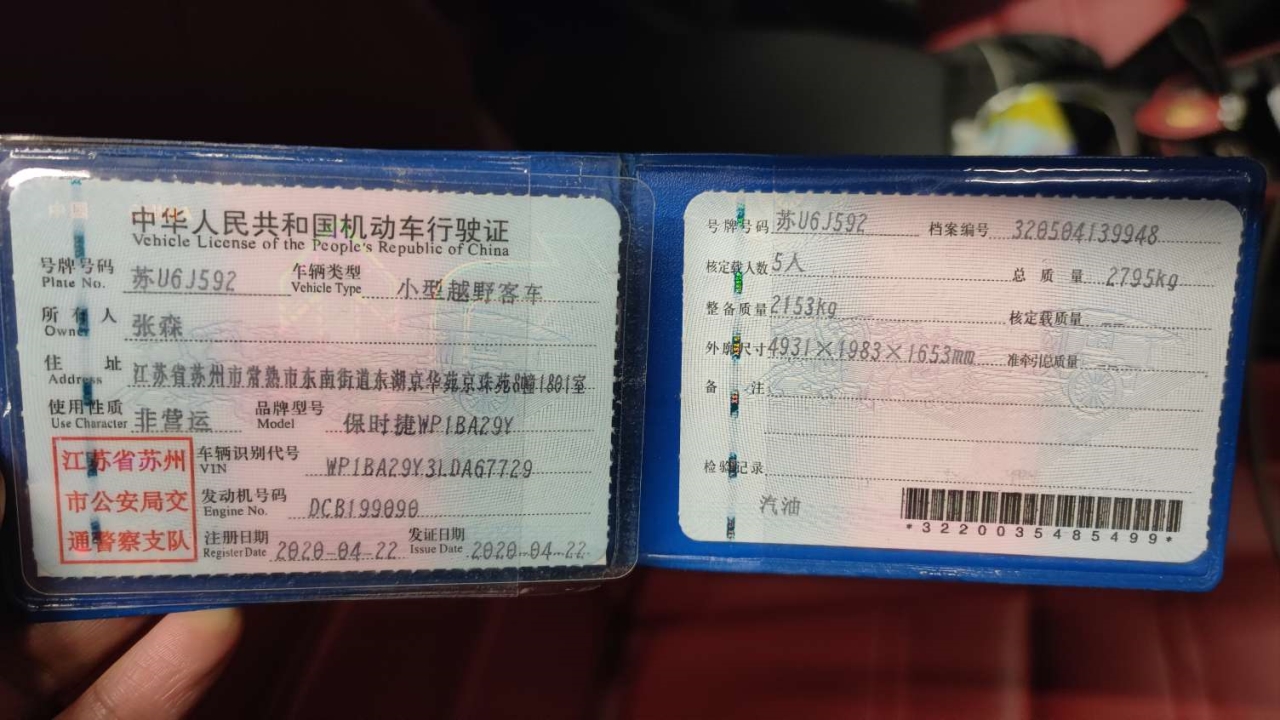 中华人民共和国机动车行驶证
Vehicle License of the People's Republic of China
号牌号码 苏U6J592 车辆类型 小型越野客车
Plate No. Vehicle Type
所有人 张森
Owner
住址 江苏省苏州市常熟市东南街道东湖京华苑京珠苑8幢1801室
Address
使用性质 非营运 品牌型号 保时捷WP1BA29Y
Use Character Model
江苏省苏州
市公安局交
通警察支队
车辆识别代号 WP1BA29Y3LDA67729
VIN
发动机号码 DCB199090
Engine No.
注册日期 2020-04-22 发证日期 2020-04-22
Register Date Issue Date
号牌号码 苏U6J592 档案编号 320504139948
核定载人数 5人 总质量 2795kg
整备质量 2153kg 核定载质量 --
外廓尺寸 4931×1983×1653mm 准牵引总质量 --
备注
检验记录
汽油
*3220035485499*